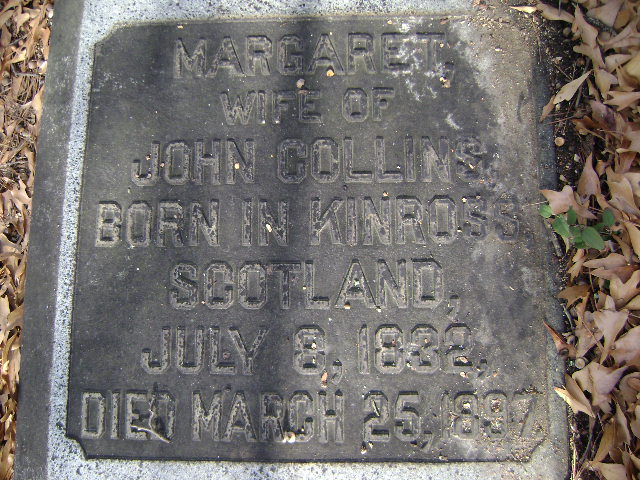 MARGARET,
WIFE OF
JOHN COLLINS.
BORN IN KINROSS,
SCOTLAND,
JULY 8, 1832,
DIED MARCH 25, 1897.